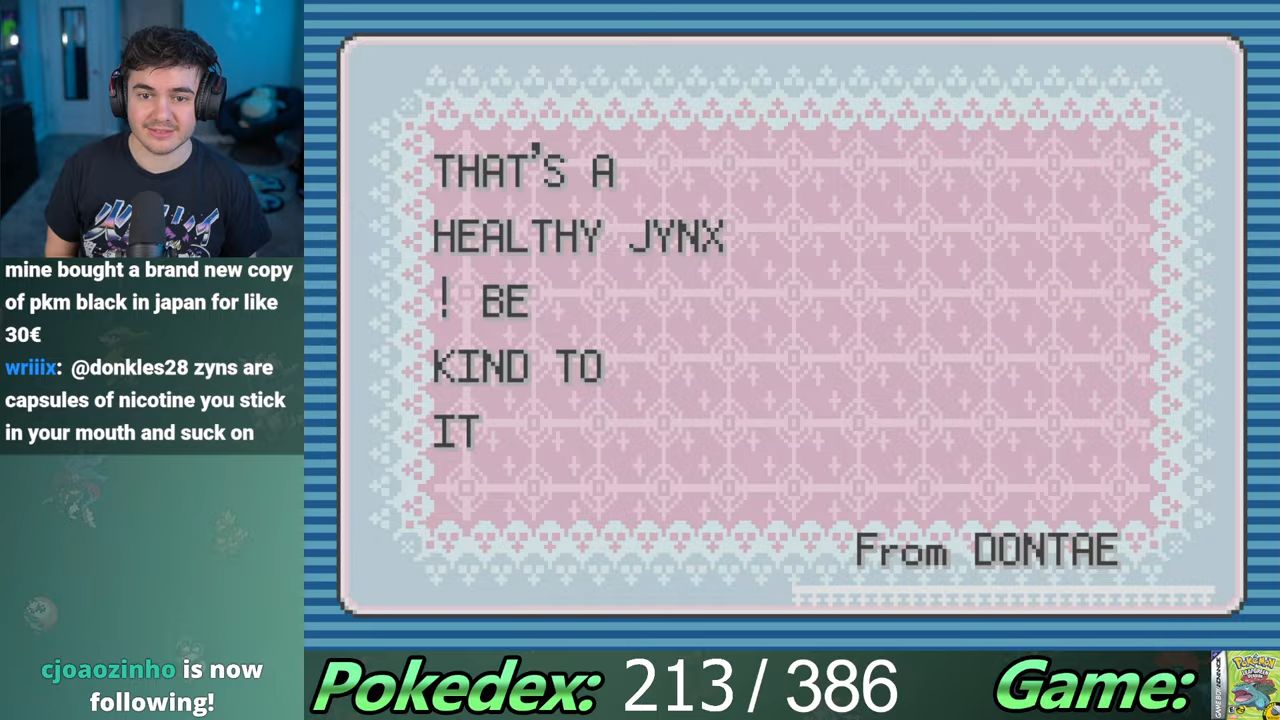 THAT'S A
HEALTHY JYNX
! BE
KIND TO
IT
From DONTAE
mine bought a brand new copy
of pkm black in japan for like
30€
wriiix: @donkles28 zyns are
capsules of nicotine you stick
in your mouth and suck on
cjoaozinho is now
following!
Pokedex: 213 / 386
Game:
POKéMON